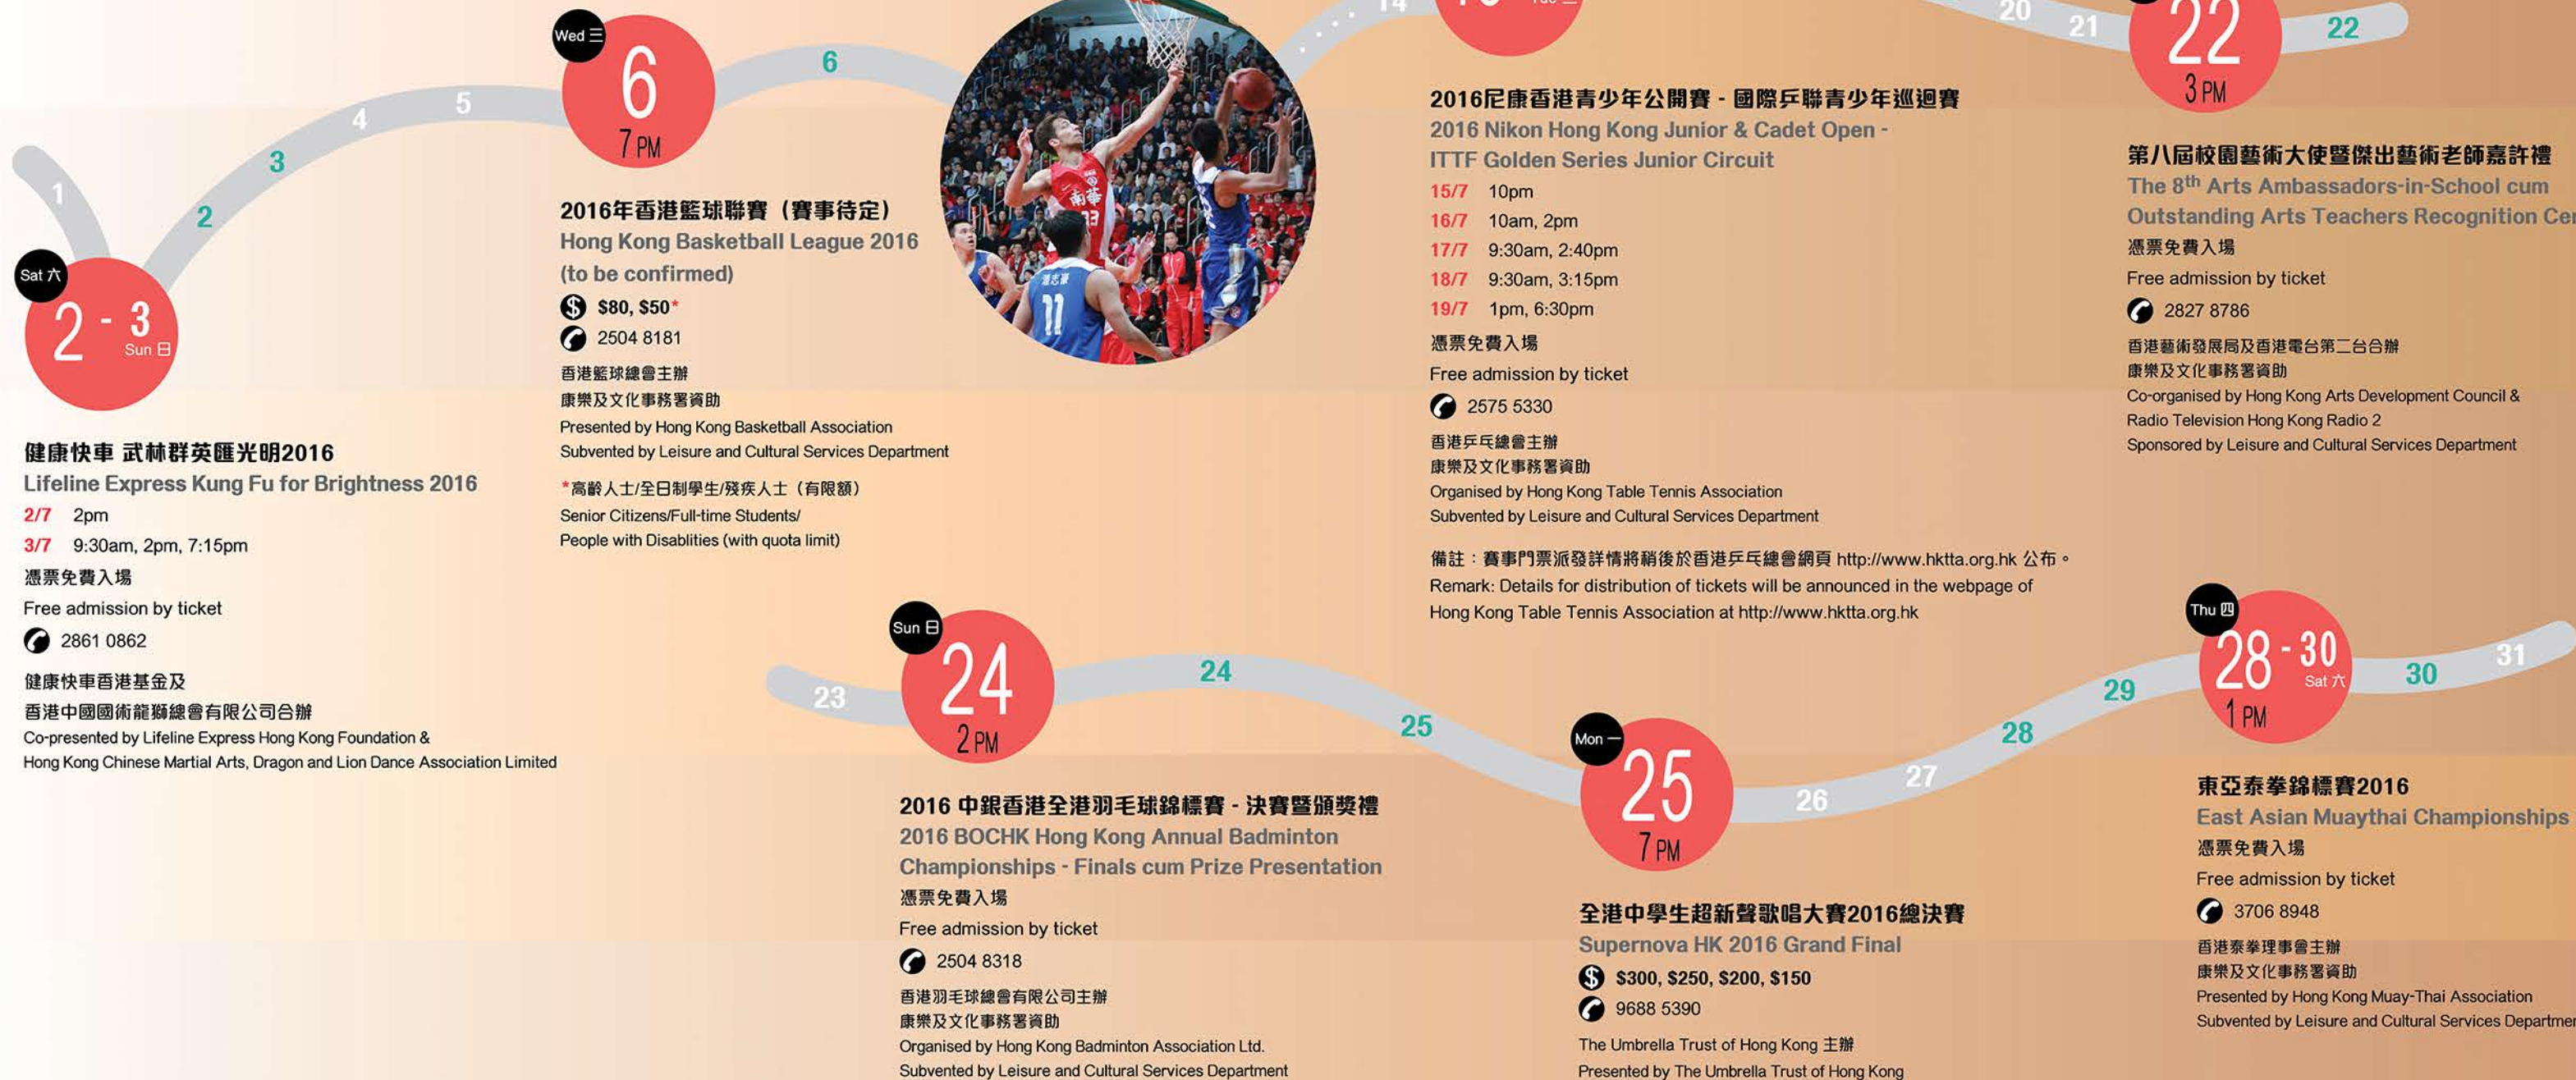 1
2
3
4
5
6
14
20
21
22
22
3 PM
Sat 六
2 - 3
Sun 日
健康快車 武林群英匯光明2016
Lifeline Express Kung Fu for Brightness 2016
2/7 2pm
3/7 9:30am, 2pm, 7:15pm
憑票免費入場
Free admission by ticket
2861 0862
健康快車香港基金及
香港中國國術龍獅總會有限公司合辦
Co-presented by Lifeline Express Hong Kong Foundation &
Hong Kong Chinese Martial Arts, Dragon and Lion Dance Association Limited
Wed 三
6
7 PM
2016年香港籃球聯賽（賽事待定）
Hong Kong Basketball League 2016
(to be confirmed)
$ $80, $50*
2504 8181
香港籃球總會主辦
康樂及文化事務署資助
Presented by Hong Kong Basketball Association
Subvented by Leisure and Cultural Services Department
*高齡人士/全日制學生/殘疾人士（有限額）
Senior Citizens/Full-time Students/
People with Disablities (with quota limit)
南華
33
11
2016尼康香港青少年公開賽 - 國際乒聯青少年巡迴賽
2016 Nikon Hong Kong Junior & Cadet Open -
ITTF Golden Series Junior Circuit
15/7 10pm
16/7 10am, 2pm
17/7 9:30am, 2:40pm
18/7 9:30am, 3:15pm
19/7 1pm, 6:30pm
憑票免費入場
Free admission by ticket
2575 5330
香港乒乓總會主辦
康樂及文化事務署資助
Organised by Hong Kong Table Tennis Association
Subvented by Leisure and Cultural Services Department
備註：賽事門票派發詳情將稍後於香港乒乓總會網頁 http://www.hktta.org.hk 公布。
Remark: Details for distribution of tickets will be announced in the webpage of
Hong Kong Table Tennis Association at http://www.hktta.org.hk
第八屆校園藝術大使暨傑出藝術老師嘉許禮
The 8th Arts Ambassadors-in-School cum
Outstanding Arts Teachers Recognition
憑票免費入場
Free admission by ticket
2827 8786
香港藝術發展局及香港電台第二台合辦
康樂及文化事務署資助
Co-organised by Hong Kong Arts Development Council &
Radio Television Hong Kong Radio 2
Sponsored by Leisure and Cultural Services Department
23
Sun 日
24
2 PM
24
25
2016 中銀香港全港羽毛球錦標賽 - 決賽暨頒獎禮
2016 BOCHK Hong Kong Annual Badminton
Championships - Finals cum Prize Presentation
憑票免費入場
Free admission by ticket
2504 8318
香港羽毛球總會有限公司主辦
康樂及文化事務署資助
Organised by Hong Kong Badminton Association Ltd.
Subvented by Leisure and Cultural Services Department
Mon 一
25
7 PM
26
27
28
29
全港中學生超新聲歌唱大賽2016總決賽
Supernova HK 2016 Grand Final
$ $300, $250, $200, $150
9688 5390
The Umbrella Trust of Hong Kong 主辦
Presented by The Umbrella Trust of Hong Kong
Thu 四
28 - 30
Sat 六
1 PM
30
31
東亞泰拳錦標賽2016
East Asian Muaythai Championships
憑票免費入場
Free admission by ticket
3706 8948
香港泰拳理事會主辦
康樂及文化事務署資助
Presented by Hong Kong Muay-Thai Association
Subvented by Leisure and Cultural Services